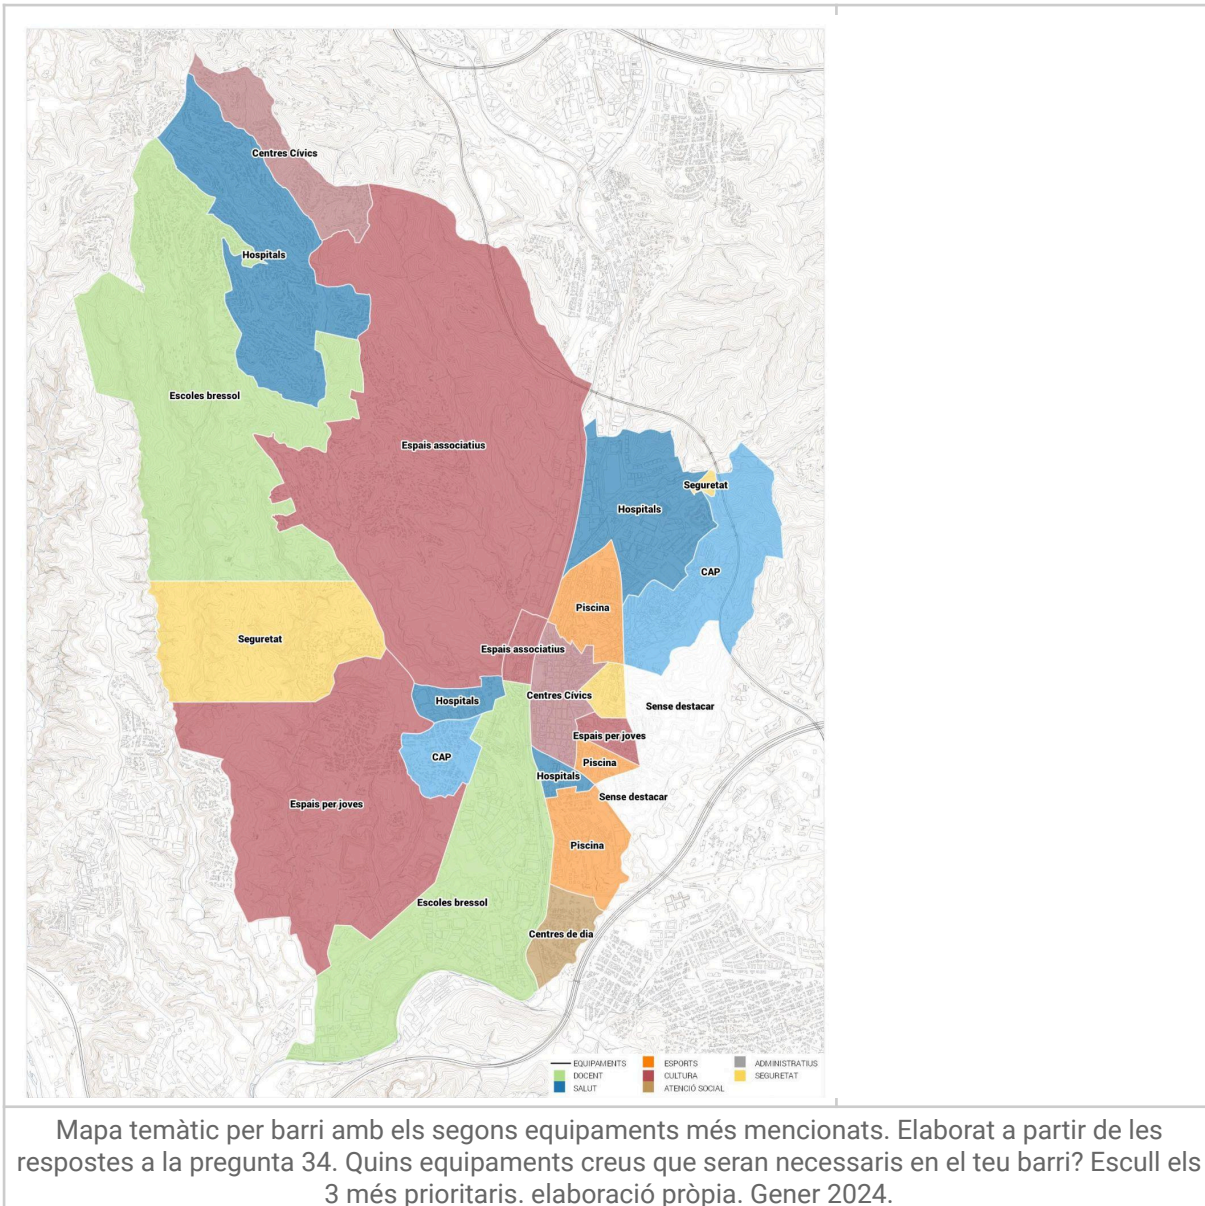 Centres Cívics
Hospitals
Escoles bressol
Espais associatius
Seguretat
Hospitals
CAP
Piscina
Seguretat
Espais associatius
Centres Cívics
Hospitals
Sense destacar
Espais per joves
CAP
Piscina
Hospitals
Sense destacar
Espais per joves
Piscina
Escoles bressol
Centres de dia
EQUIPAMENTS
DOCENT
SALUT
ESPORTS
CULTURA
ATENCIÓ SOCIAL
ADMINISTRATIUS
SEGURETAT
Mapa temàtic per barri amb els segons equipaments més mencionats. Elaborat a partir de les
respostes a la pregunta 34. Quins equipaments creus que seran necessaris en el teu barri? Escull els
3 més prioritaris. elaboració pròpia. Gener 2024.